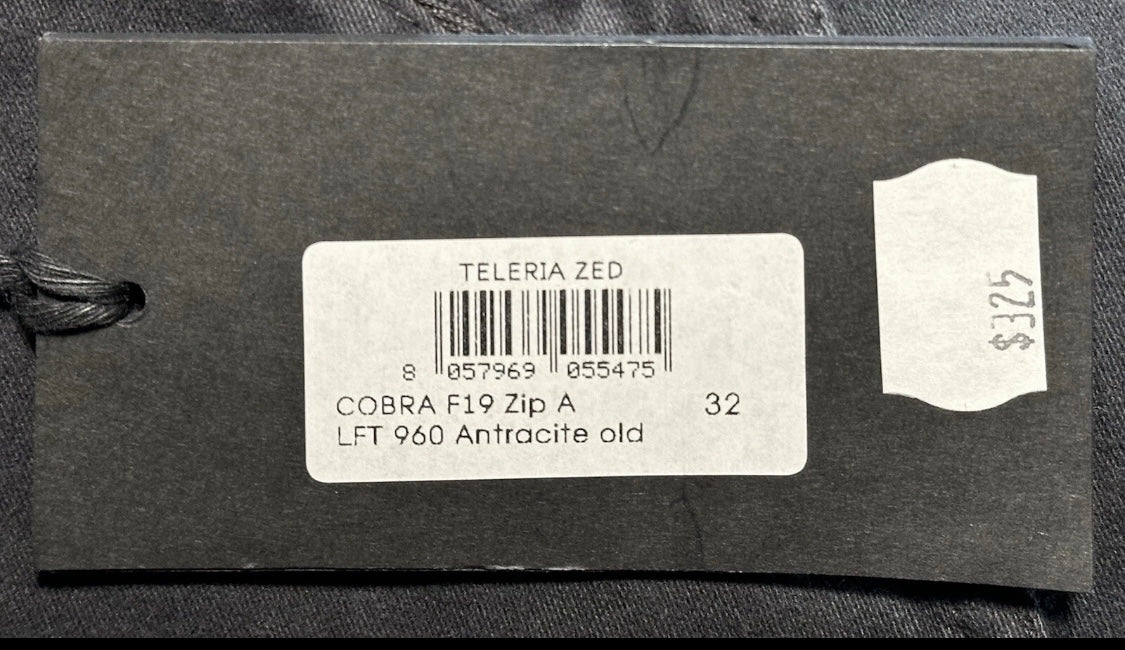 TELERIA ZED
8 057969 055475
COBRA F19 Zip A 32
LFT 960 Antracite old
$325